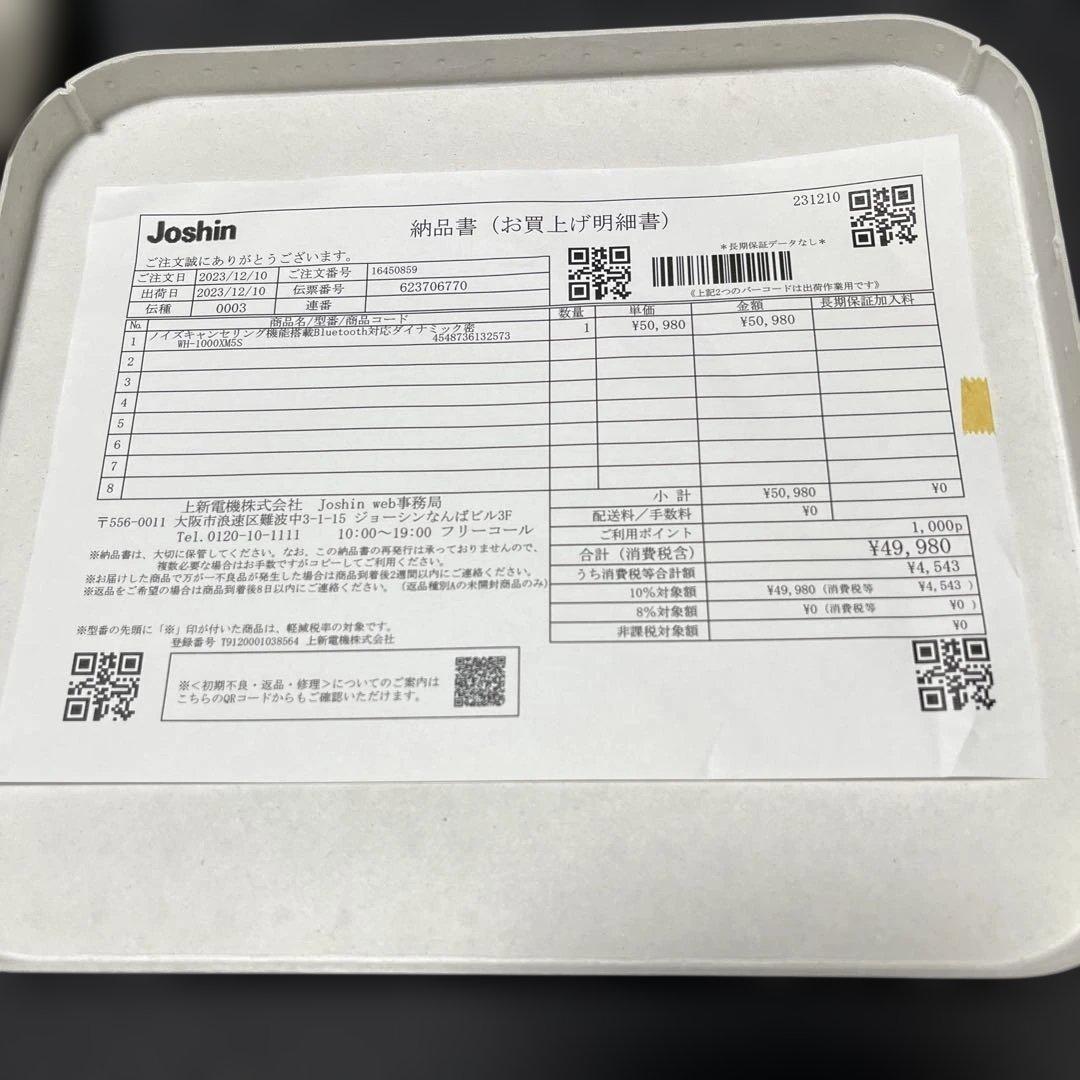 Joshin
納品書（お買上げ明細書）
231210
ご注文誠にありがとうございます。
＊長期保証データなし＊
ご注文日 2023/12/10 ご注文番号 16450859
出荷日 2023/12/10 伝票番号 623706770
伝種 0003 連番
《上記2つのバーコードは出荷作業用です》
No. 商品名/型番/商品コード 数量 単価 金額 長期保証加入料
1 ノイズキャンセリング機能搭載Bluetooth対応ダイナミック密 1 ¥50,980 ¥50,980
WH-1000XM5S 4548736132573
2
3
4
5
6
7
8
小 計 ¥50,980 ¥0
配送料／手数料 ¥0
ご利用ポイント 1,000p
合計（消費税含） ¥49,980
うち消費税等合計額 ¥4,543
10%対象額 ¥49,980 (消費税等 ¥4,543 )
8%対象額 ¥0 (消費税等 ¥0 )
非課税対象額 ¥0
上新電機株式会社 Joshin web事務局
〒556-0011 大阪市浪速区難波中3-1-15 ジョーシンなんばビル3F
Tel. 0120-10-1111 10:00～19:00 フリーコール
※納品書は、大切に保管してください。なお、この納品書の再発行は承っておりませんので、
複数必要な場合はお手数ですがコピーしてご利用ください。
※お届けした商品で万が一不良品が発生した場合は商品到着後2週間以内にご連絡ください。
※返品をご希望の場合は商品到着後8日以内にご連絡ください。（返品種別Aの未開封商品のみ）
※型番の先頭に「※」印が付いた商品は、軽減税率の対象です。
登録番号 T9120001038564 上新電機株式会社
※＜初期不良・返品・修理＞についてのご案内は
こちらのQRコードからもご確認いただけます。